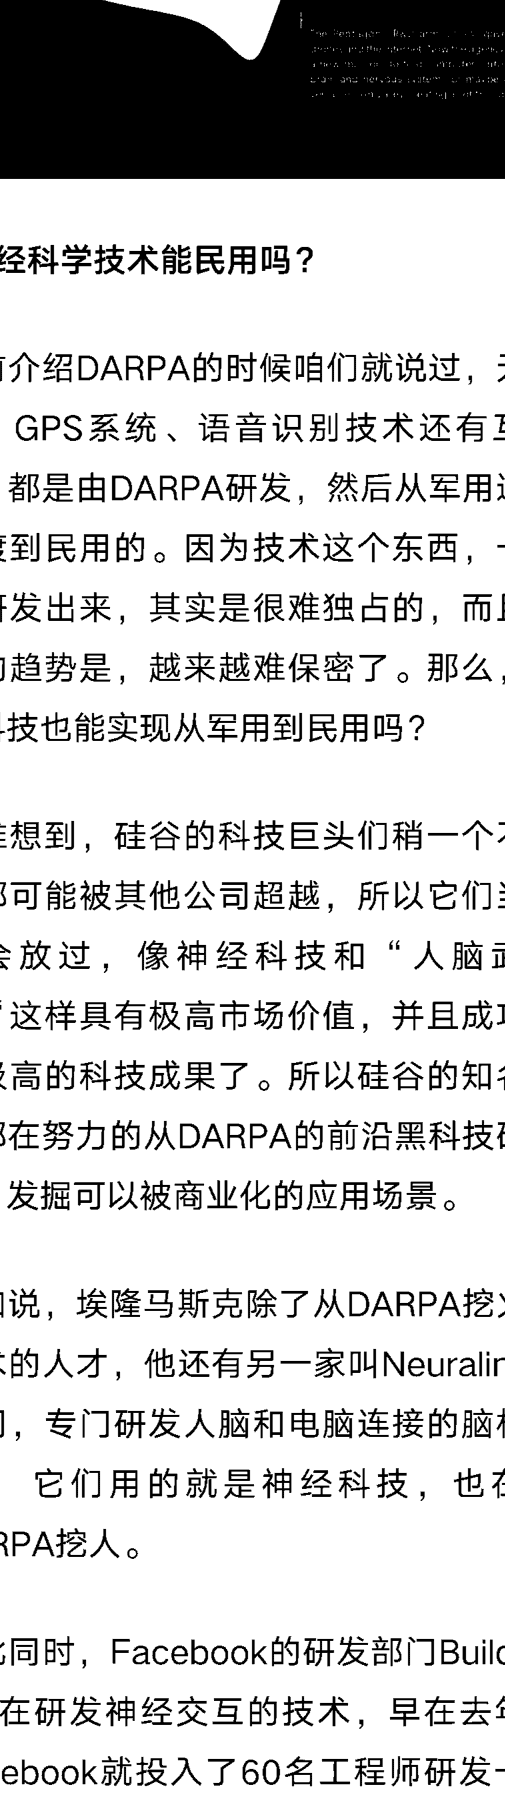 经科学技术能民用吗？
介绍DARPA的时候咱们就说过，
GPS系统、语音识别技术还有
都是由DARPA研发，然后从军用
到民用的。因为技术这个东西，一
发出来，其实是很难独占的，而且
趋势是，越来越难保密了。那么，
技也能实现从军用到民用吗？
想到，硅谷的科技巨头们稍一个不
可能被其他公司超越，所以它们
会放过，像神经科技和“人脑武
”这样具有极高市场价值，并且成功
极高的科技成果了。所以硅谷的知名
都在努力的从DARPA的前沿黑科技研
发掘可以被商业化的应用场景。
说，埃隆马斯克除了从DARPA挖
的人才，他还有另一家叫Neuralin
，专门研发人脑和电脑连接的脑机
它们用的就是神经科技，也在
RPA挖人。
同时，Facebook的研发部门Build
在研发神经交互的技术，早在去年
ebook就投入了60名工程师研发一